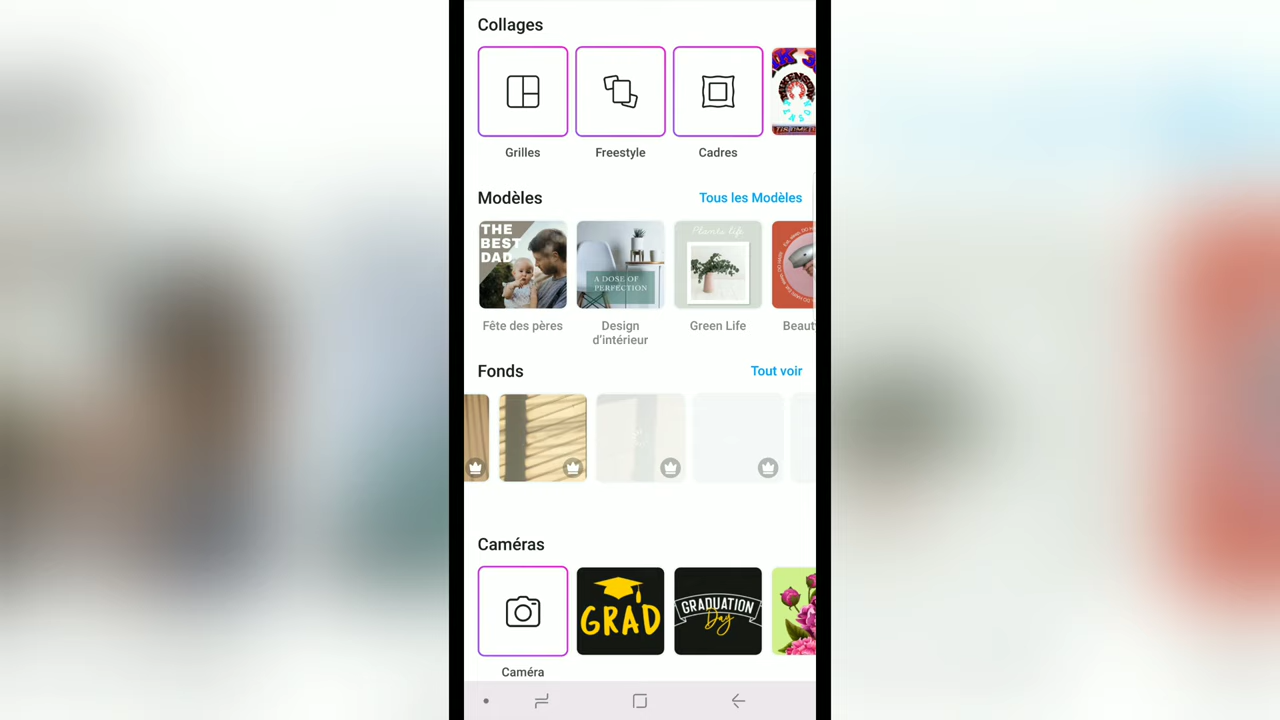 Collages
Grilles
Freestyle
Cadres
Modèles
Tous les Modèles
THE
BEST
DAD
A DOSE OF
PERFECTION
Plants life
Fête des pères
Design
d'intérieur
Green Life
Beaut
Fonds
Tout voir
Caméras
GRAD
GRADUATION
Day
Caméra